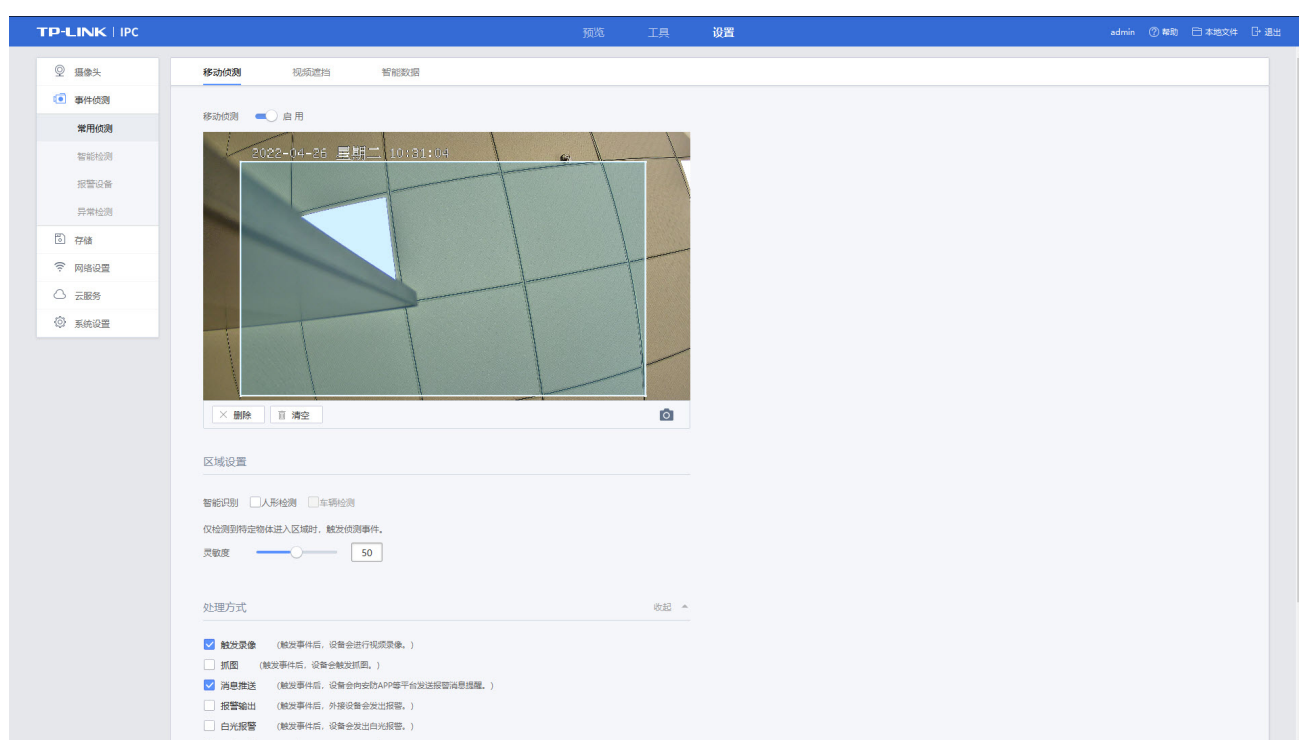 TP-LINK | IPC 预览 工具 设置 admin 帮助 本地文件 退出
摄像头
事件侦测
常用侦测
智能检测
报警设备
异常检测
存储
网络设置
云服务
系统设置
移动侦测 视频遮挡 智能数据
移动侦测 启用
2022-04-26 星期二 10:31:04
删除 清空
区域设置
智能识别 人形检测 车辆检测
仅检测到特定物体进入区域时，触发侦测事件。
灵敏度 50
处理方式 收起
触发录像 （触发事件后，设备会进行视频录像。）
抓图 （触发事件后，设备会触发抓图。）
消息推送 （触发事件后，设备会向安防APP等平台发送报警消息提醒。）
报警输出 （触发事件后，外接设备会发出报警。）
白光报警 （触发事件后，设备会发出白光报警。）